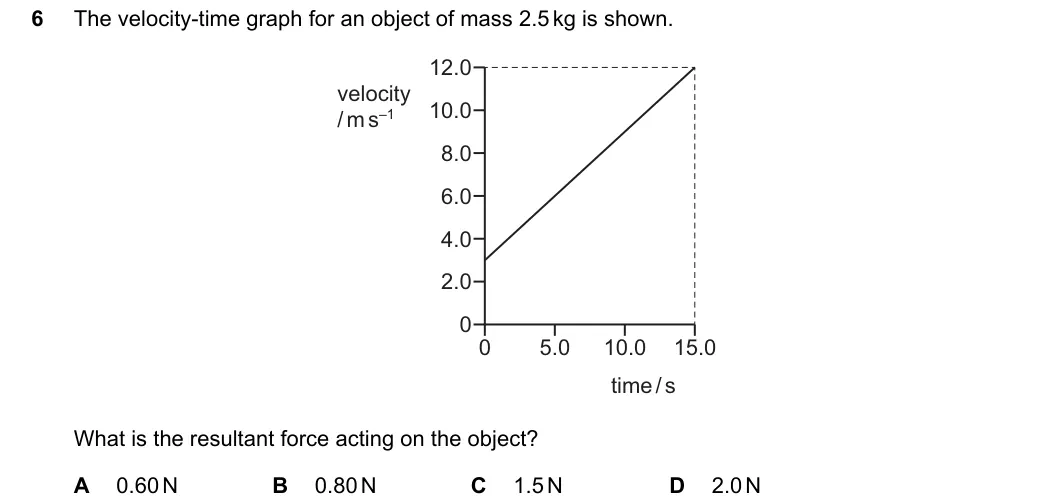 6 The velocity-time graph for an object of mass 2.5 kg is shown.
12.0
velocity
/ m s⁻¹
10.0
8.0
6.0
4.0
2.0
0
0 5.0 10.0 15.0
time / s
What is the resultant force acting on the object?
A 0.60 N B 0.80 N C 1.5 N D 2.0 N